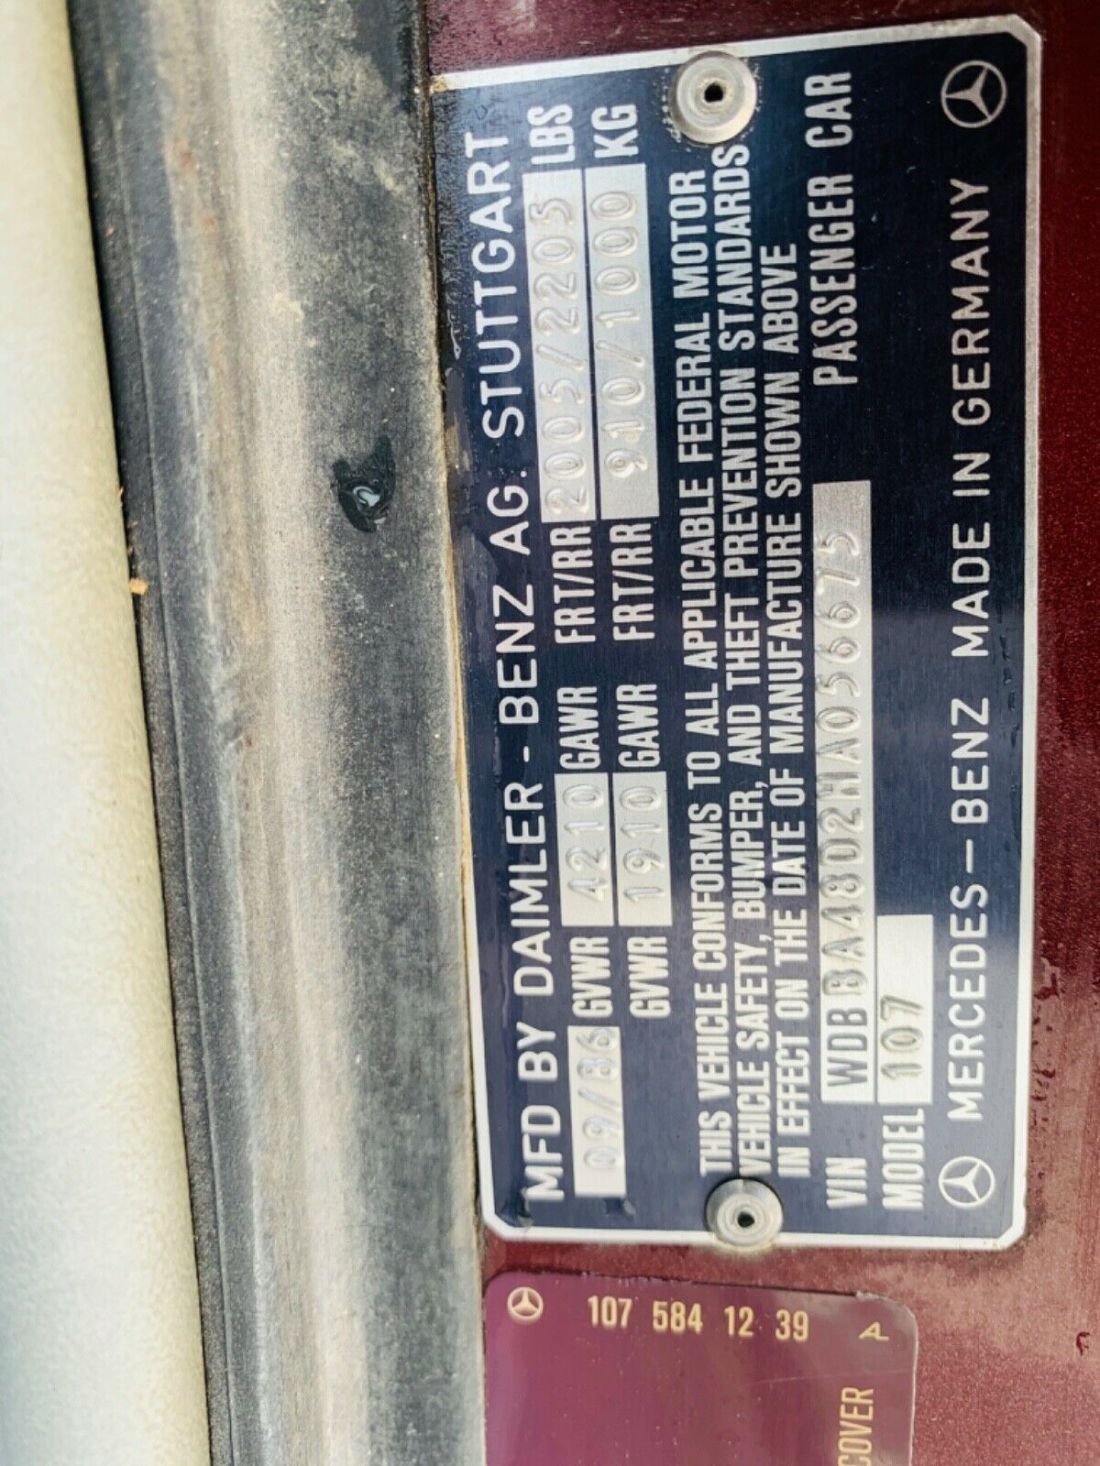 MFD BY DAIMLER - BENZ AG. STUTTGART
09/86 GVWR 4210 GAWR FRT/RR 2005/2205 LBS
GVWR 1910 GAWR FRT/RR 910/1000 KG
THIS VEHICLE CONFORMS TO ALL APPLICABLE FEDERAL MOTOR
VEHICLE SAFETY, BUMPER, AND THEFT PREVENTION STANDARDS
IN EFFECT ON THE DATE OF MANUFACTURE SHOWN ABOVE
VIN WDB BA48D2HA056675 PASSENGER CAR
MODEL 107
MERCEDES-BENZ MADE IN GERMANY
107 584 12 39 A
COVER